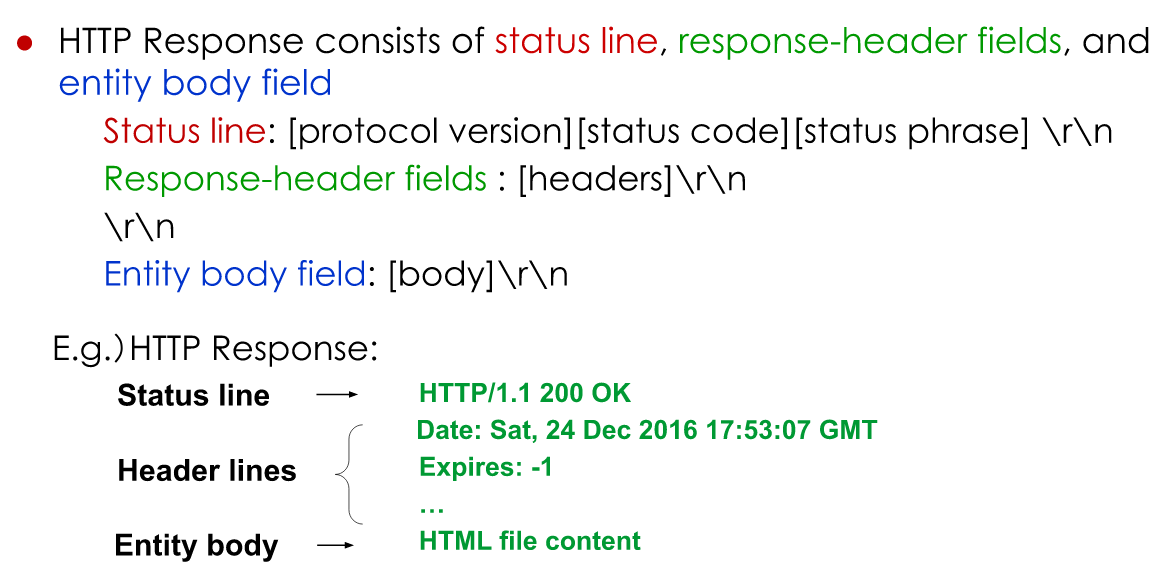 ● HTTP Response consists of status line, response-header fields, and
entity body field
Status line: [protocol version][status code][status phrase] \r\n
Response-header fields : [headers]\r\n
\r\n
Entity body field: [body]\r\n
E.g.) HTTP Response:
Status line → HTTP/1.1 200 OK
Date: Sat, 24 Dec 2016 17:53:07 GMT
Header lines Expires: -1
...
Entity body → HTML file content